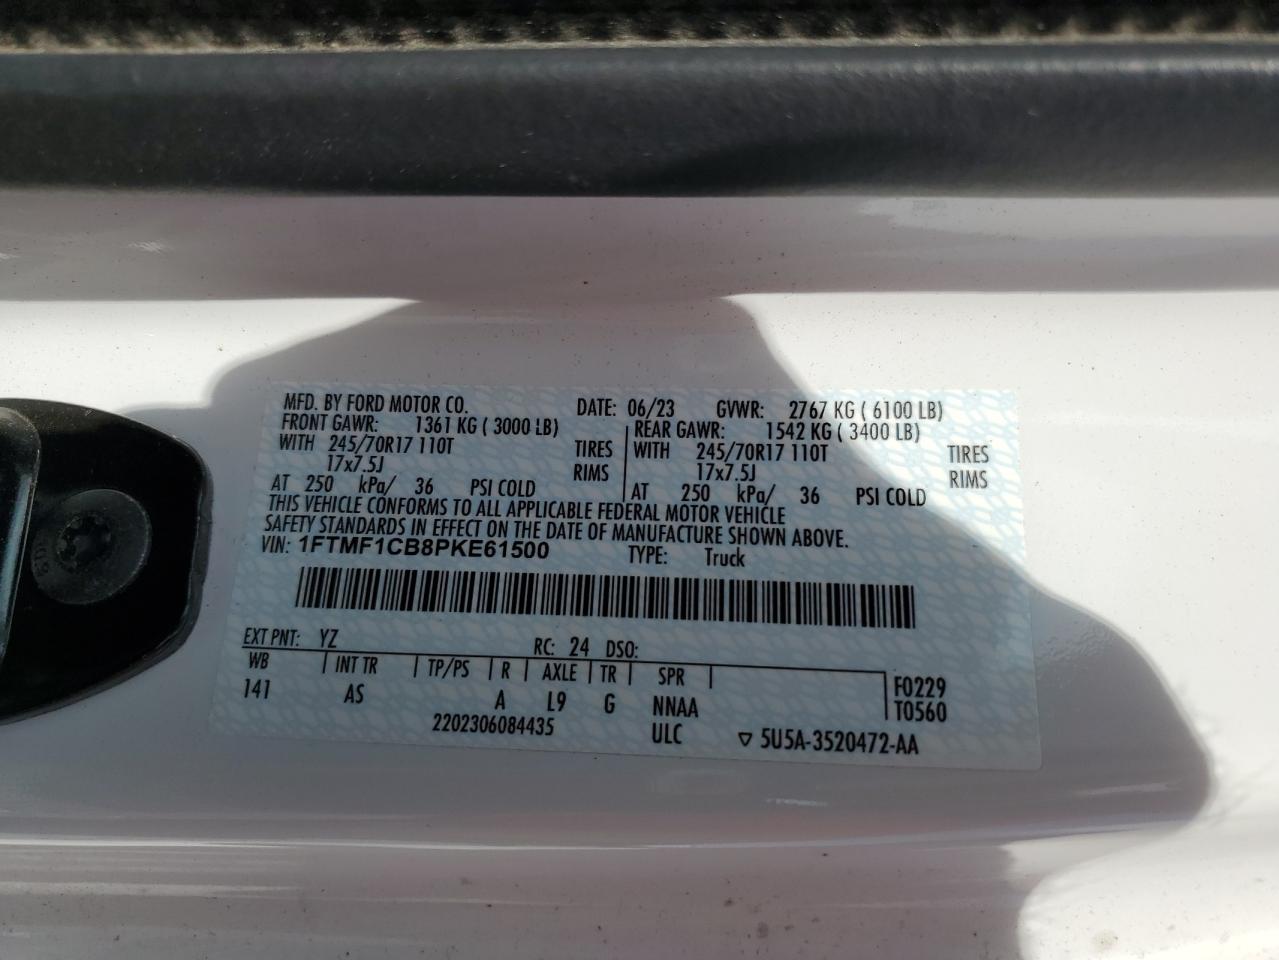 MFD. BY FORD MOTOR CO. DATE: 06/23 GVWR: 2767 KG ( 6100 LB)
FRONT GAWR: 1361 KG ( 3000 LB) REAR GAWR: 1542 KG ( 3400 LB)
WITH 245/70R17 110T TIRES WITH 245/70R17 110T TIRES
17x7.5J RIMS 17x7.5J RIMS
AT 250 kPa/ 36 PSI COLD AT 250 kPa/ 36 PSI COLD
THIS VEHICLE CONFORMS TO ALL APPLICABLE FEDERAL MOTOR VEHICLE
SAFETY STANDARDS IN EFFECT ON THE DATE OF MANUFACTURE SHOWN ABOVE.
VIN: 1FTMF1CB8PKE61500 TYPE: Truck
EXT PNT: YZ RC: 24 DSO:
WB INT TR TP/PS R AXLE TR SPR F0229
141 AS A L9 G NNAA T0560
2202306084435 ULC ▽ 5U5A-3520472-AA